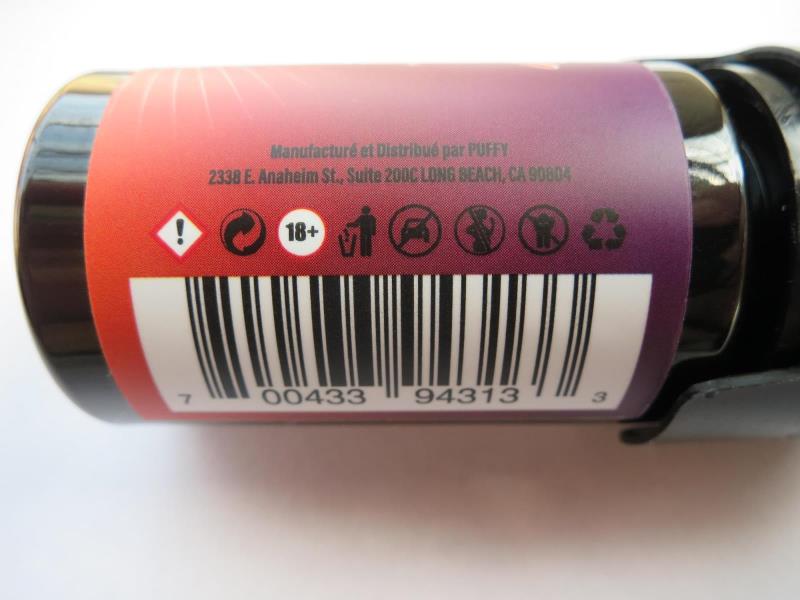 Manufacturé et Distribué par PUFFY
2338 E. Anaheim St., Suite 200C LONG BEACH, CA 90804
! 18+
7 00433 94313 3